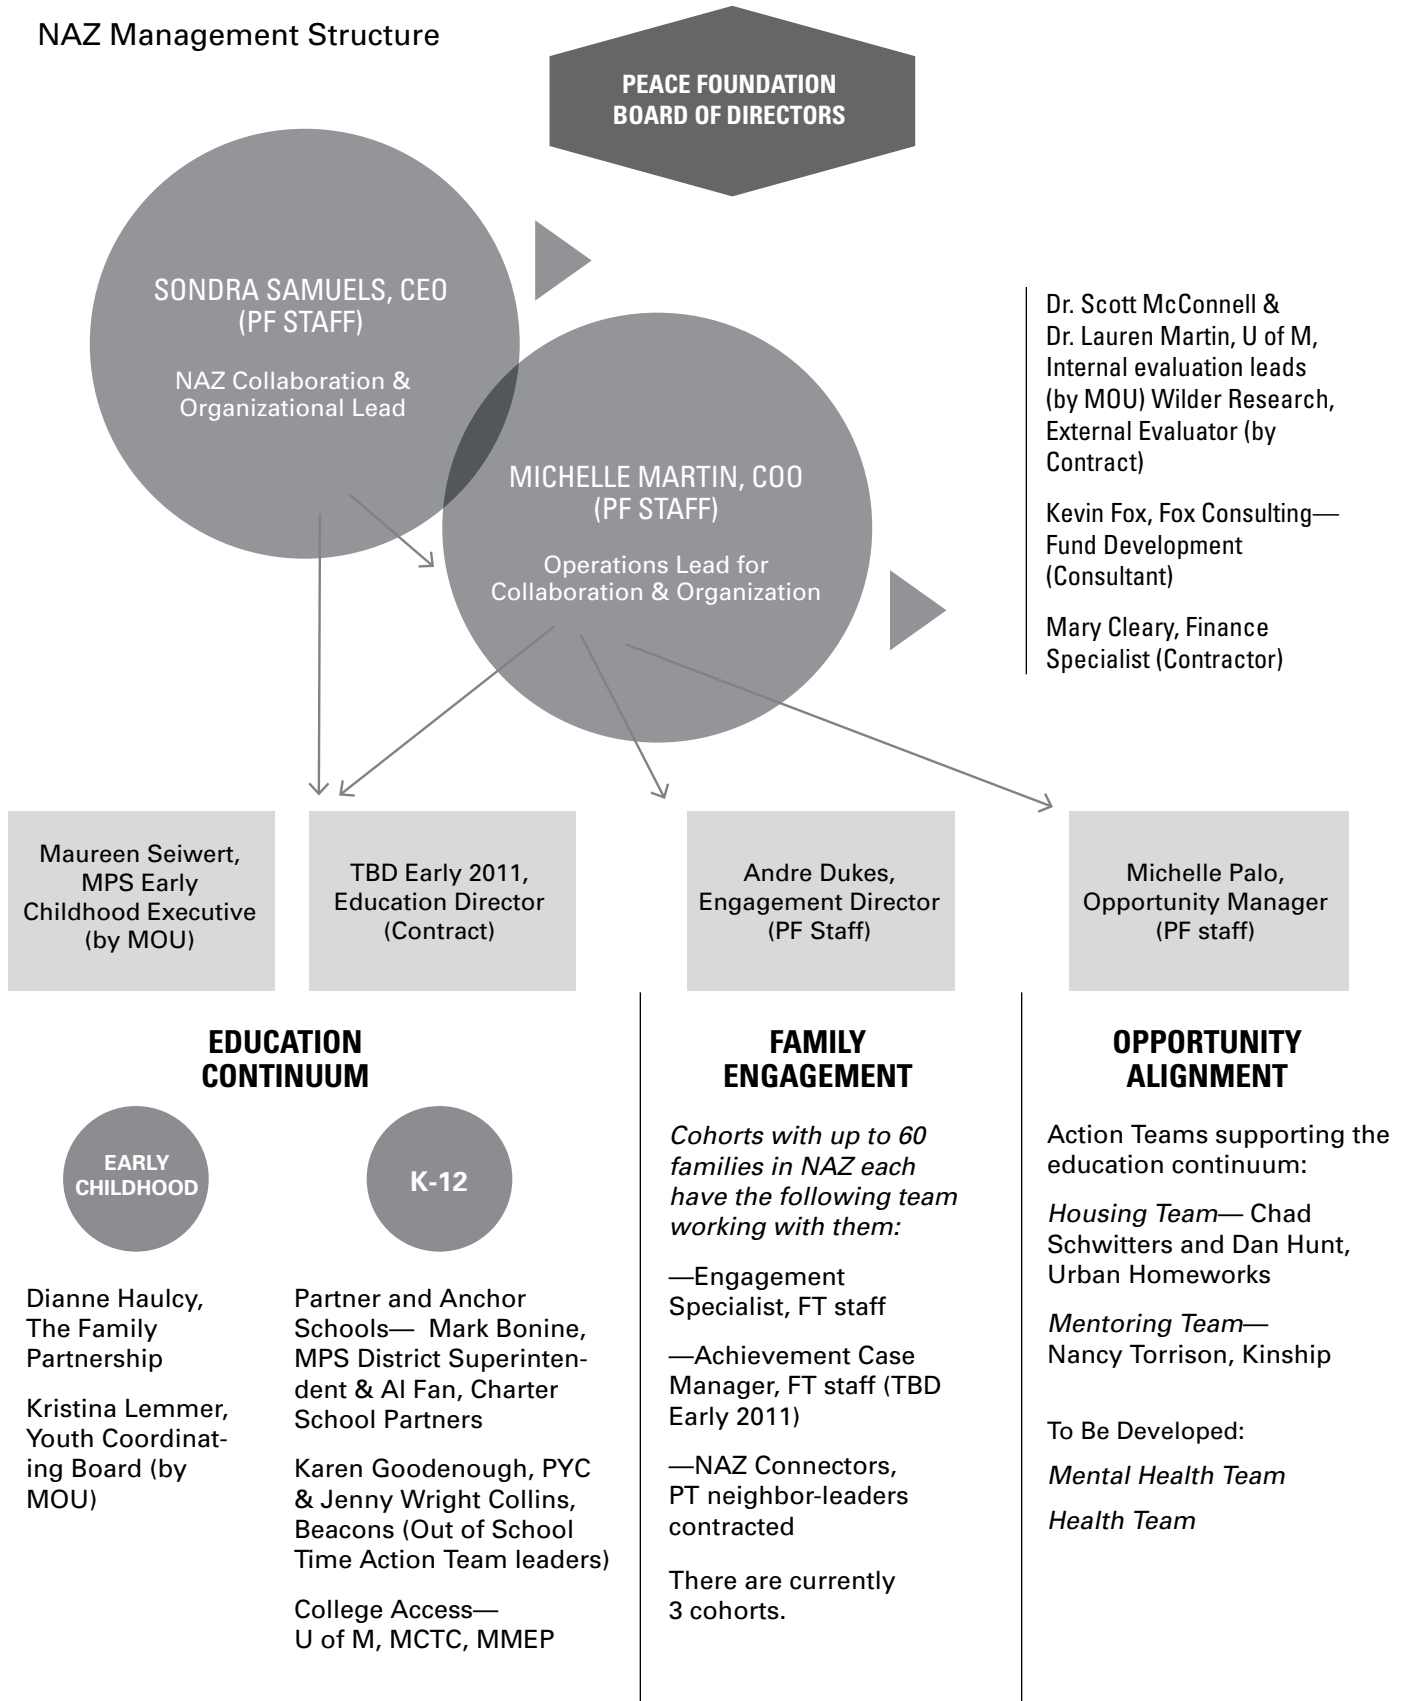 NAZ Management Structure
PEACE FOUNDATION
BOARD OF DIRECTORS
SONDRA SAMUELS, CEO
(PF STAFF)
NAZ Collaboration &
Organizational Lead
MICHELLE MARTIN, COO
(PF STAFF)
Operations Lead for
Collaboration & Organization
Dr. Scott McConnell &
Dr. Lauren Martin, U of M,
Internal evaluation leads
(by MOU) Wilder Research,
External Evaluator (by
Contract)
Kevin Fox, Fox Consulting—
Fund Development
(Consultant)
Mary Cleary, Finance
Specialist (Contractor)
Maureen Seiwert,
MPS Early
Childhood Executive
(by MOU)
TBD Early 2011,
Education Director
(Contract)
Andre Dukes,
Engagement Director
(PF Staff)
Michelle Palo,
Opportunity Manager
(PF staff)
EDUCATION
CONTINUUM
EARLY
CHILDHOOD
Dianne Haulcy,
The Family
Partnership
Kristina Lemmer,
Youth Coordinat-
ing Board (by
MOU)
K-12
Partner and Anchor
Schools— Mark Bonine,
MPS District Superinten-
dent & Al Fan, Charter
School Partners
Karen Goodenough, PYC
& Jenny Wright Collins,
Beacons (Out of School
Time Action Team leaders)
College Access—
U of M, MCTC, MMEP
FAMILY
ENGAGEMENT
Cohorts with up to 60
families in NAZ each
have the following team
working with them:
—Engagement
Specialist, FT staff
—Achievement Case
Manager, FT staff (TBD
Early 2011)
—NAZ Connectors,
PT neighbor-leaders
contracted
There are currently
3 cohorts.
OPPORTUNITY
ALIGNMENT
Action Teams supporting the
education continuum:
Housing Team— Chad
Schwitters and Dan Hunt,
Urban Homeworks
Mentoring Team—
Nancy Torrison, Kinship
To Be Developed:
Mental Health Team
Health Team